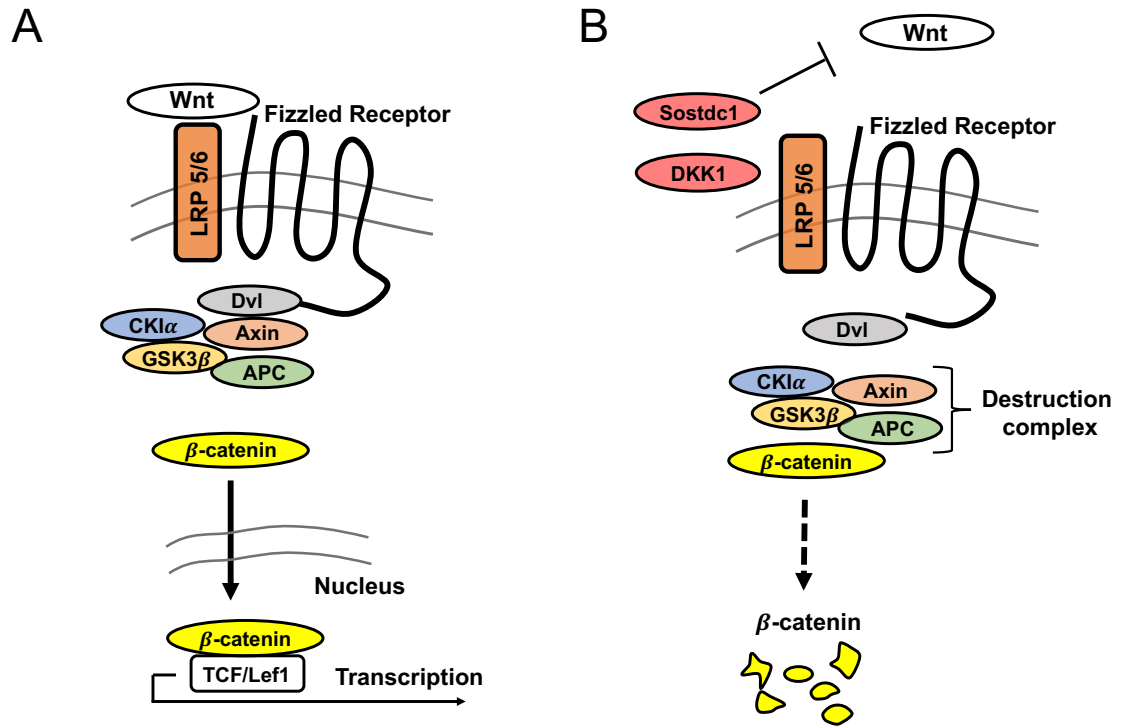 A
Wnt
Fizzled Receptor
LRP 5/6
Dvl
CKIα
Axin
GSK3β
APC
β-catenin
Nucleus
β-catenin
TCF/Lef1
Transcription
B
Wnt
Sostdc1
Fizzled Receptor
DKK1
LRP 5/6
Dvl
CKIα
Axin
GSK3β
APC
Destruction
complex
β-catenin
β-catenin